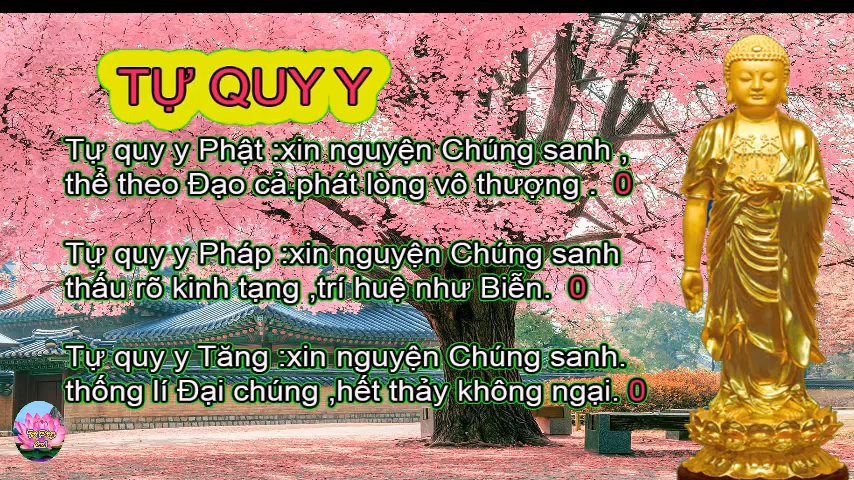 TỰ QUY Y
Tự quy y Phật :xin nguyện Chúng sanh ,
thể theo Đạo cả.phát lòng vô thượng . 0
Tự quy y Pháp :xin nguyện Chúng sanh
thấu rõ kinh tạng ,trí huệ như Biễn. 0
Tự quy y Tăng :xin nguyện Chúng sanh.
thống lí Đại chúng ,hết thảy không ngại. 0